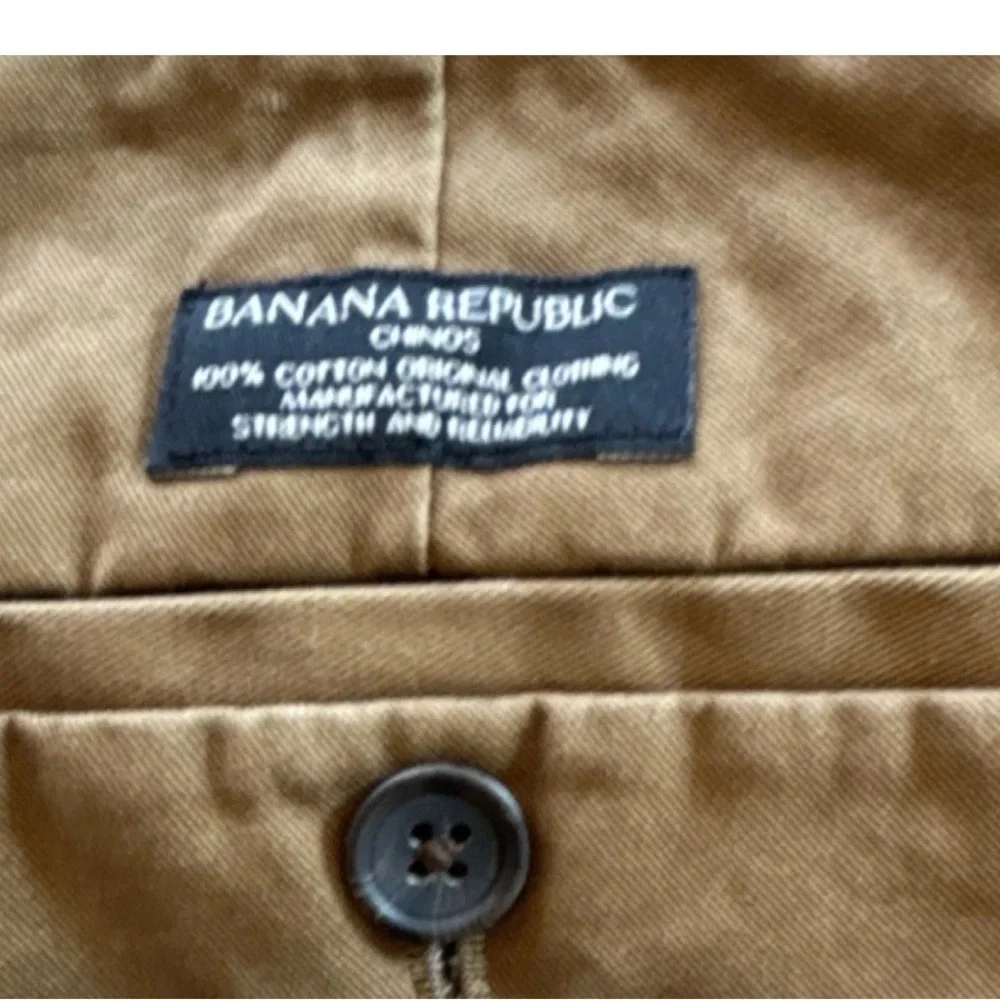 BANANA REPUBLIC
CHINOS
100% COTTON ORIGINAL CLOTHING
MANUFACTURED FOR
STRENGTH AND RELIABILITY